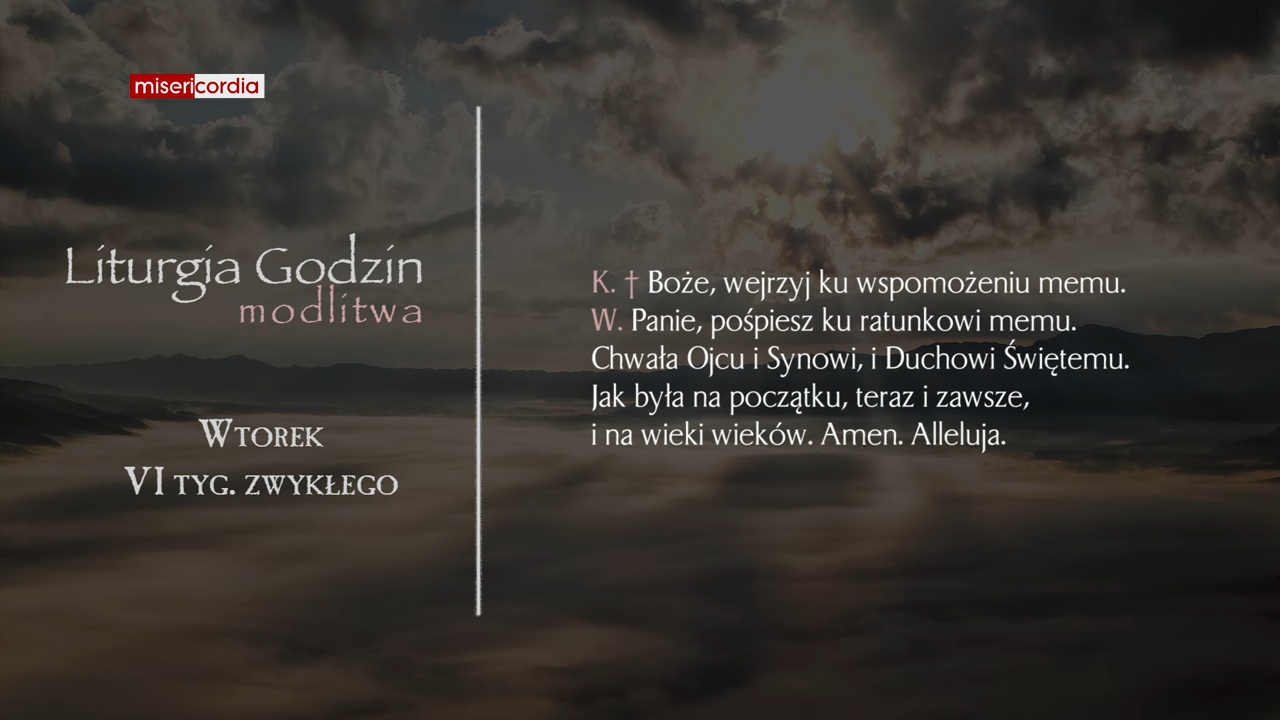 misericordia
Liturgia Godzin
modlitwa
Wtorek
VI tyg. zwykłego
K. † Boże, wejrzyj ku wspomożeniu memu.
W. Panie, pośpiesz ku ratunkowi memu.
Chwała Ojcu i Synowi, i Duchowi Świętemu.
Jak była na początku, teraz i zawsze,
i na wieki wieków. Amen. Alleluja.